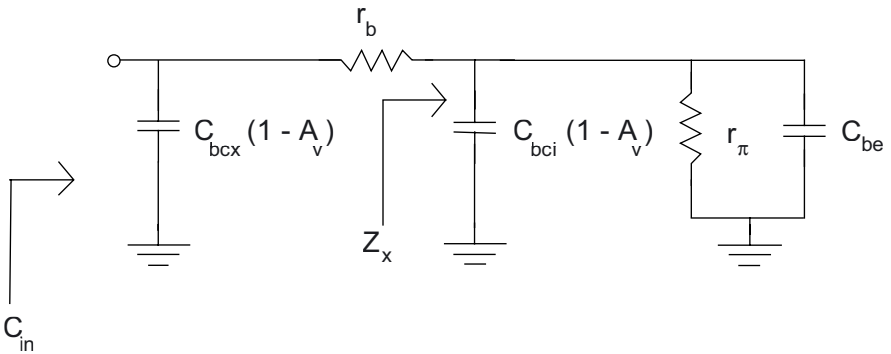 r_b
C_bcx (1 - A_v)
C_bci (1 - A_v)
r_π
C_be
Z_x
C_in